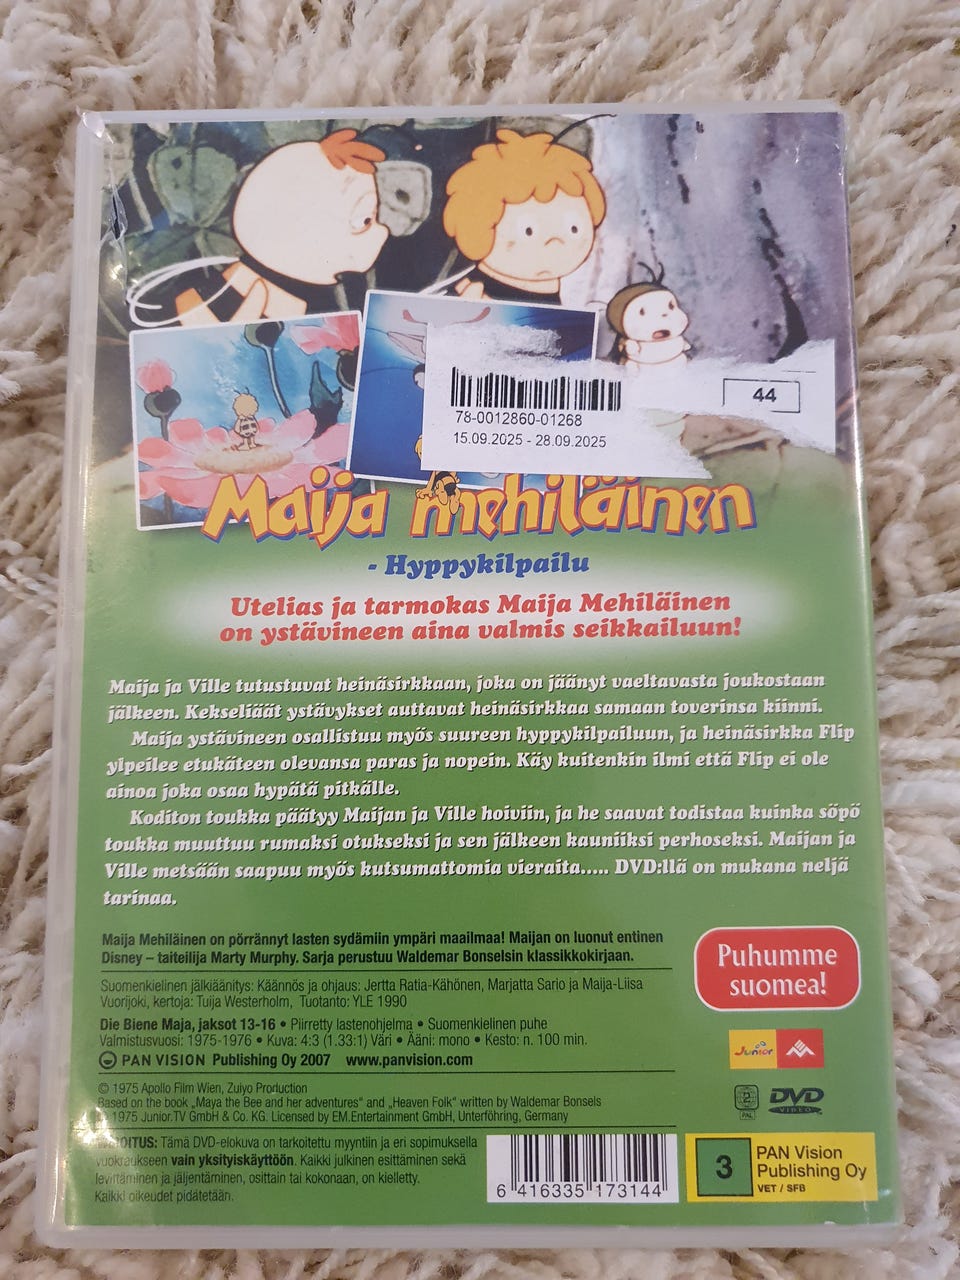 78-0012860-01268
15.09.2025 - 28.09.2025
44
Maija mehiläinen
- Hyppykilpailu
Utelias ja tarmokas Maija Mehiläinen
on ystävineen aina valmis seikkailuun!
Maija ja Ville tutustuvat heinäsirkkaan, joka on jäänyt vaeltavasta joukostaan
jälkeen. Kekseliäät ystävykset auttavat heinäsirkkaa samaan toverinsa kiinni.
Maija ystävineen osallistuu myös suureen hyppykilpailuun, ja heinäsirkka Flip
ylpeilee etukäteen olevansa paras ja nopein. Käy kuitenkin ilmi että Flip ei ole
ainoa joka osaa hypätä pitkälle.
Koditon toukka päätyy Maijan ja Ville hoiviin, ja he saavat todistaa kuinka söpö
toukka muuttuu rumaksi otukseksi ja sen jälkeen kauniiksi perhoseksi. Maijan ja
Ville metsään saapuu myös kutsumattomia vieraita..... DVD:llä on mukana neljä
tarinaa.
Maija Mehiläinen on pörrännyt lasten sydämiin ympäri maailmaa! Maijan on luonut entinen
Disney – taiteilija Marty Murphy. Sarja perustuu Waldemar Bonselsin klassikkokirjaan.
Puhumme
suomea!
Suomenkielinen jälkiäänitys: Käännös ja ohjaus: Jertta Ratia-Kähönen, Marjatta Sario ja Maija-Liisa
Vuorijoki, kertoja: Tuija Westerholm, Tuotanto: YLE 1990
Die Biene Maja, jaksot 13-16 • Piirretty lastenohjelma • Suomenkielinen puhe
Valmistusvuosi: 1975-1976 • Kuva: 4:3 (1.33:1) Väri • Ääni: mono • Kesto: n. 100 min.
PAN VISION Publishing Oy 2007 www.panvision.com
Junior
© 1975 Apollo Film Wien, Zuiyo Production
Based on the book „Maya the Bee and her adventures" and „Heaven Folk" written by Waldemar Bonsels
© 1975 Junior.TV GmbH & Co. KG. Licensed by EM.Entertainment GmbH, Unterföhring, Germany
2
PAL
DVD
VIDEO
VAROITUS: Tämä DVD-elokuva on tarkoitettu myyntiin ja eri sopimuksella
vuokraukseen vain yksityiskäyttöön. Kaikki julkinen esittäminen sekä
levittäminen ja jäljentäminen, osittain tai kokonaan, on kielletty.
Kaikki oikeudet pidätetään.
6 416335 173144
3
PAN Vision
Publishing Oy
VET / SFB